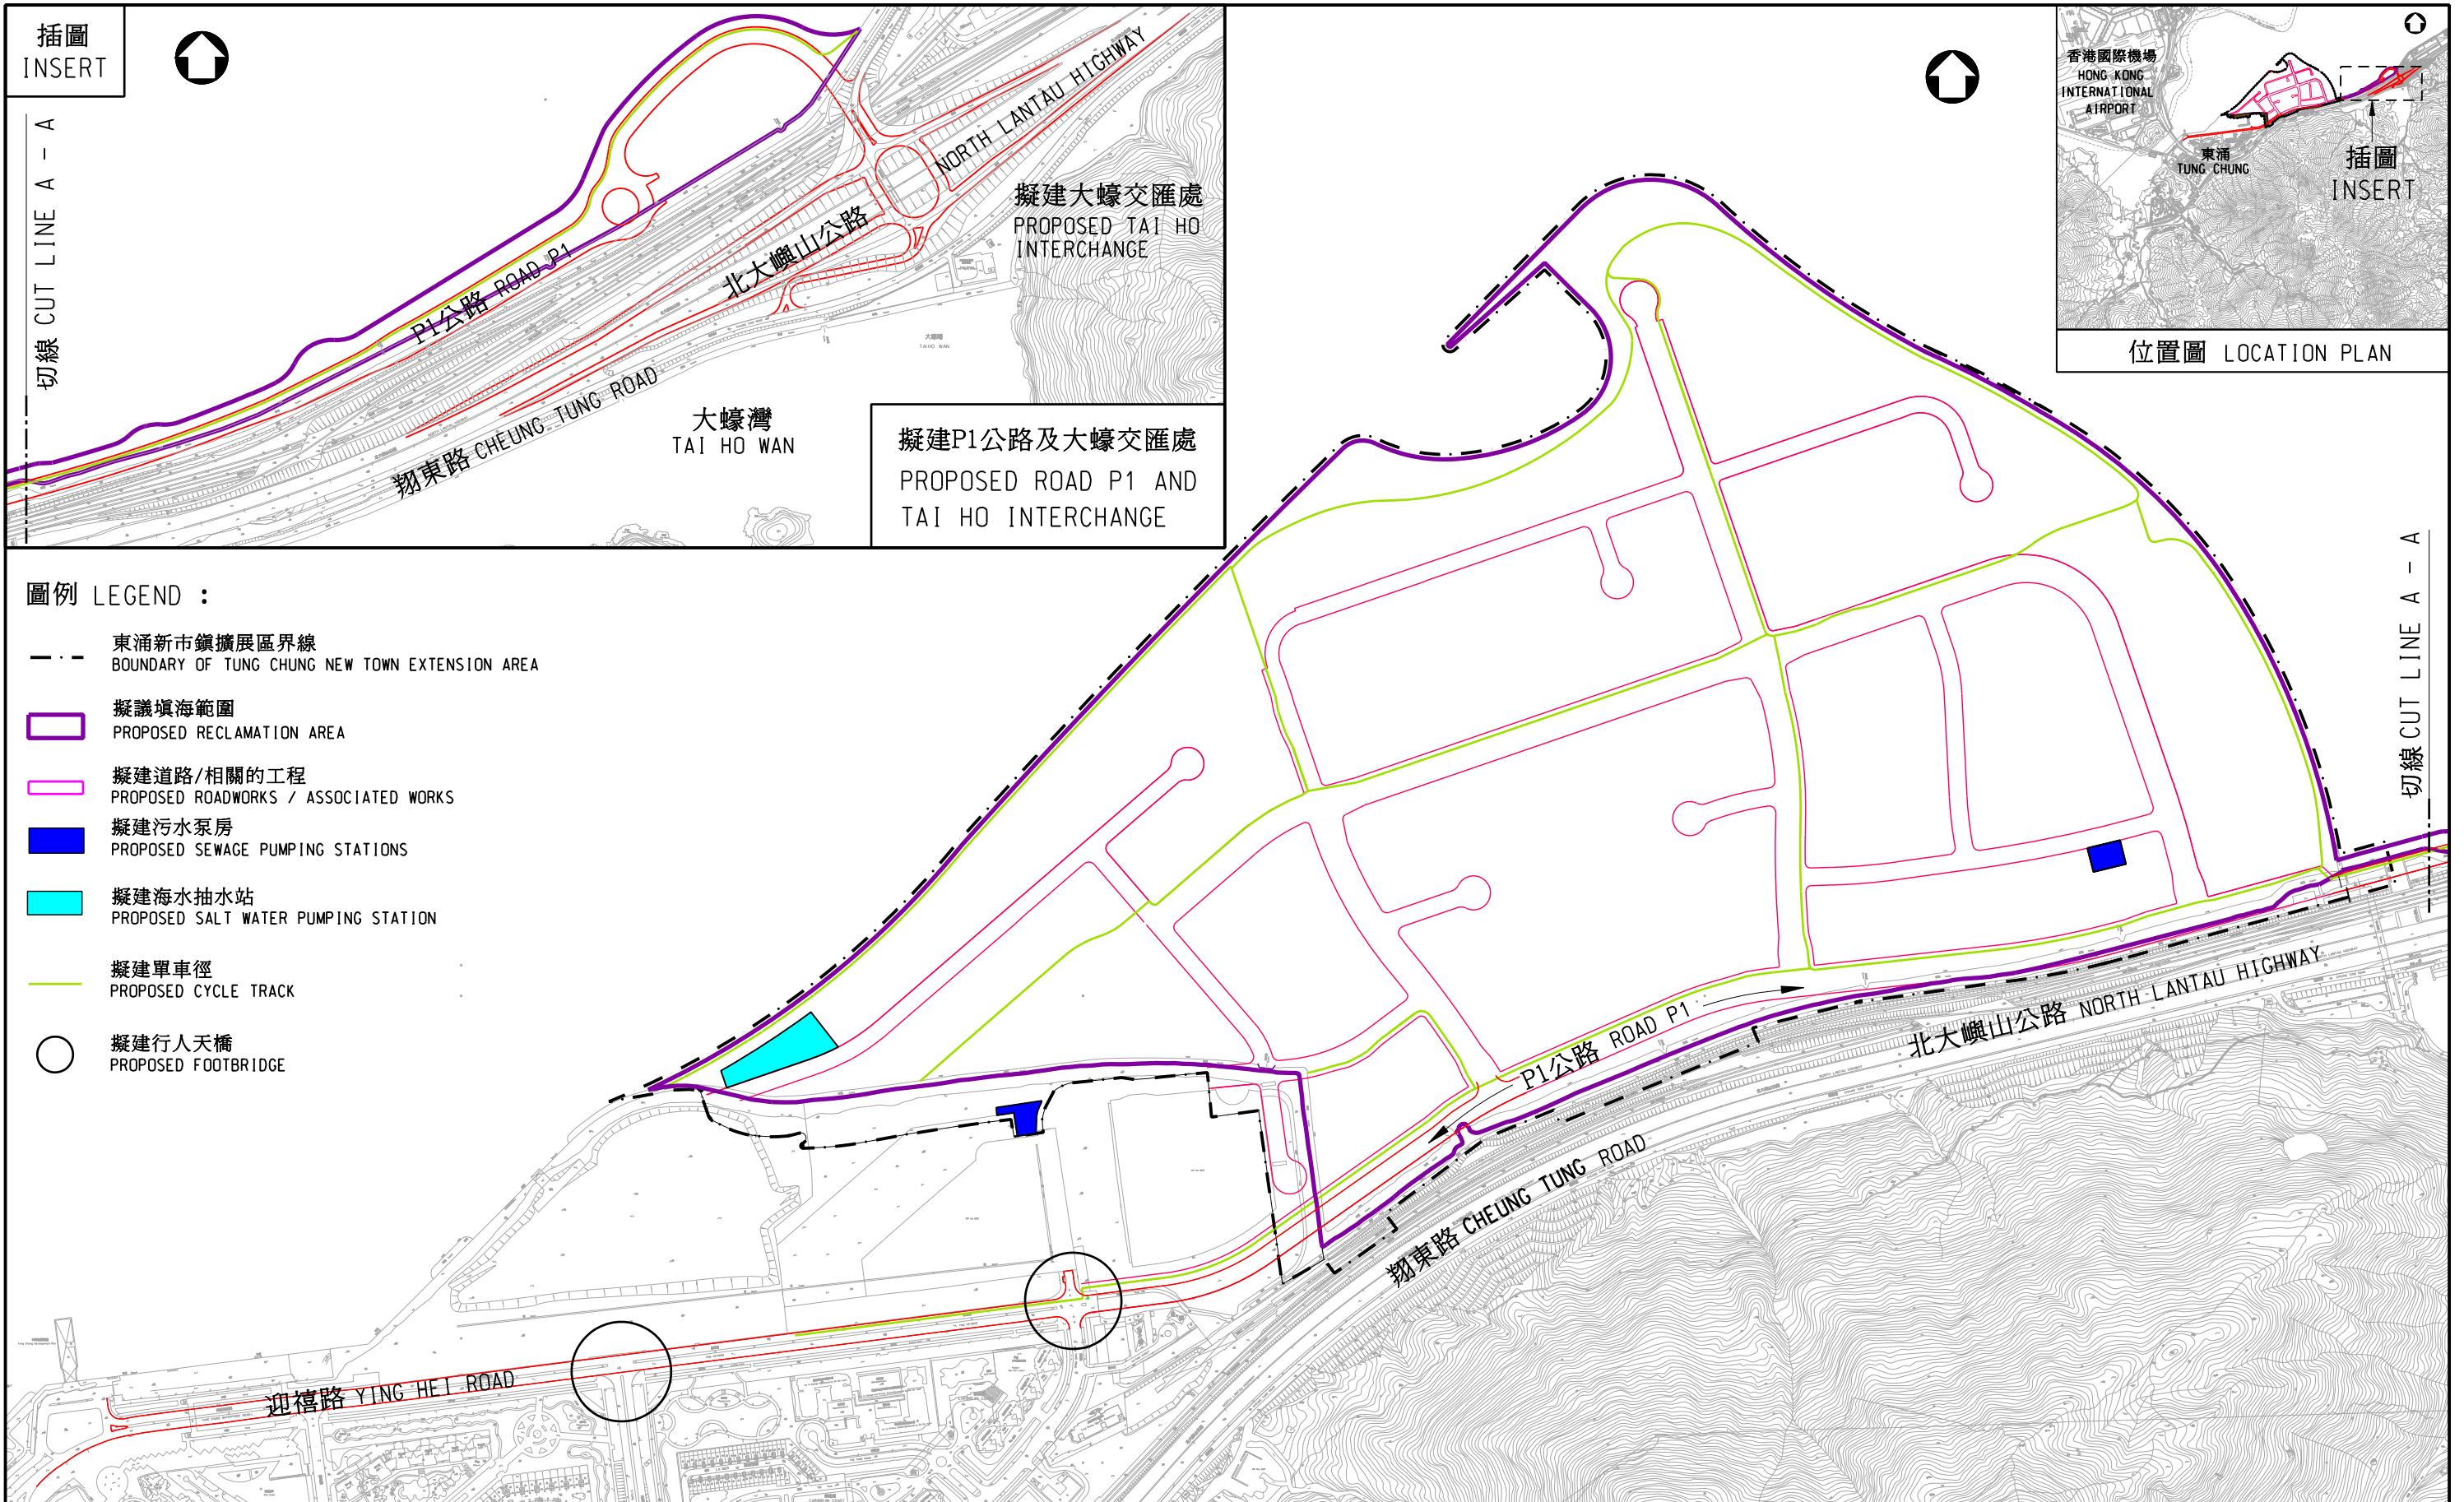 插圖
INSERT
切線 CUT LINE A - A
P1公路 ROAD P1
北大嶼山公路
NORTH LANTAU HIGHWAY
擬建大蠔交匯處
PROPOSED TAI HO
INTERCHANGE
翔東路 CHEUNG TUNG ROAD
大蠔灣
TAI HO WAN
擬建P1公路及大蠔交匯處
PROPOSED ROAD P1 AND
TAI HO INTERCHANGE
香港國際機場
HONG KONG
INTERNATIONAL
AIRPORT
東涌
TUNG CHUNG
插圖
INSERT
位置圖 LOCATION PLAN
圖例 LEGEND :
東涌新市鎮擴展區界線
BOUNDARY OF TUNG CHUNG NEW TOWN EXTENSION AREA
擬議填海範圍
PROPOSED RECLAMATION AREA
擬建道路/相關的工程
PROPOSED ROADWORKS / ASSOCIATED WORKS
擬建污水泵房
PROPOSED SEWAGE PUMPING STATIONS
擬建海水抽水站
PROPOSED SALT WATER PUMPING STATION
擬建單車徑
PROPOSED CYCLE TRACK
擬建行人天橋
PROPOSED FOOTBRIDGE
切線 CUT LINE A - A
P1公路 ROAD P1
北大嶼山公路 NORTH LANTAU HIGHWAY
翔東路 CHEUNG TUNG ROAD
迎禧路 YING HEI ROAD